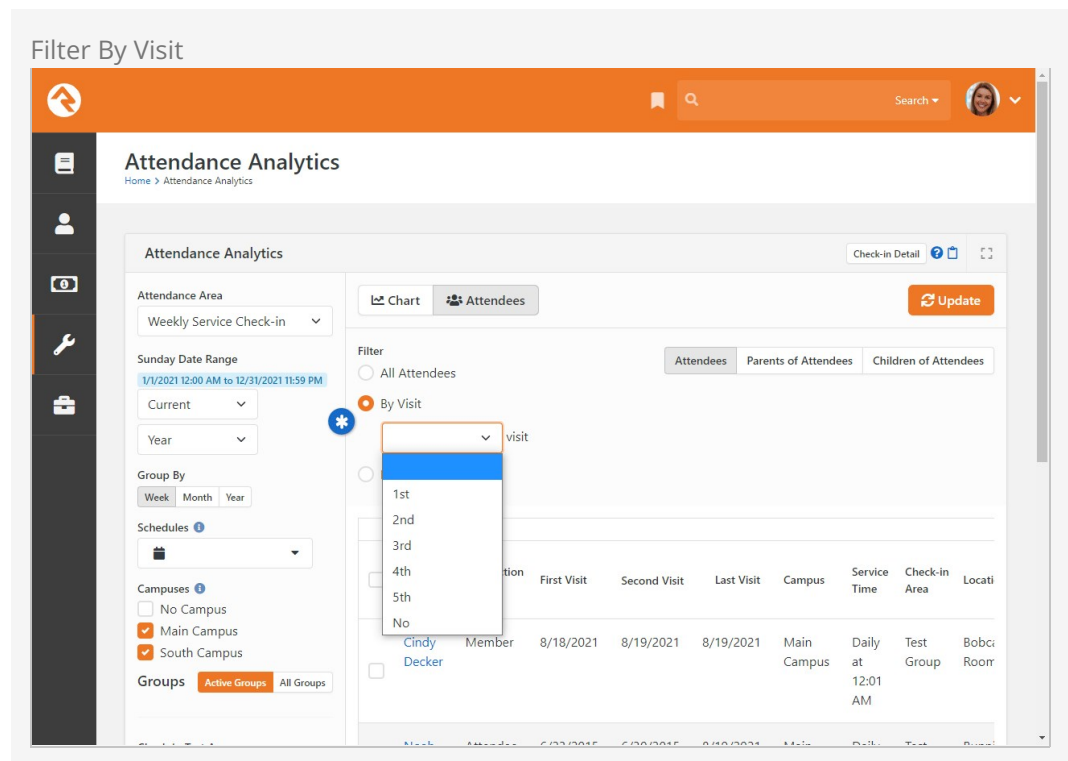 Filter By Visit
Search
Attendance Analytics
Home > Attendance Analytics
Attendance Analytics
Check-in Detail
Attendance Area
Weekly Service Check-in
Sunday Date Range
1/1/2021 12:00 AM to 12/31/2021 11:59 PM
Current
Year
Group By
Week Month Year
Schedules
Campuses
No Campus
Main Campus
South Campus
Groups Active Groups All Groups
Chart Attendees
Update
Filter
Attendees Parents of Attendees Children of Attendees
All Attendees
By Visit
visit
1st
2nd
3rd
4th
5th
No
First Visit Second Visit Last Visit Campus Service Time Check-in Area
Cindy Decker Member 8/18/2021 8/19/2021 8/19/2021 Main Campus Daily at 12:01 AM Test Group Room